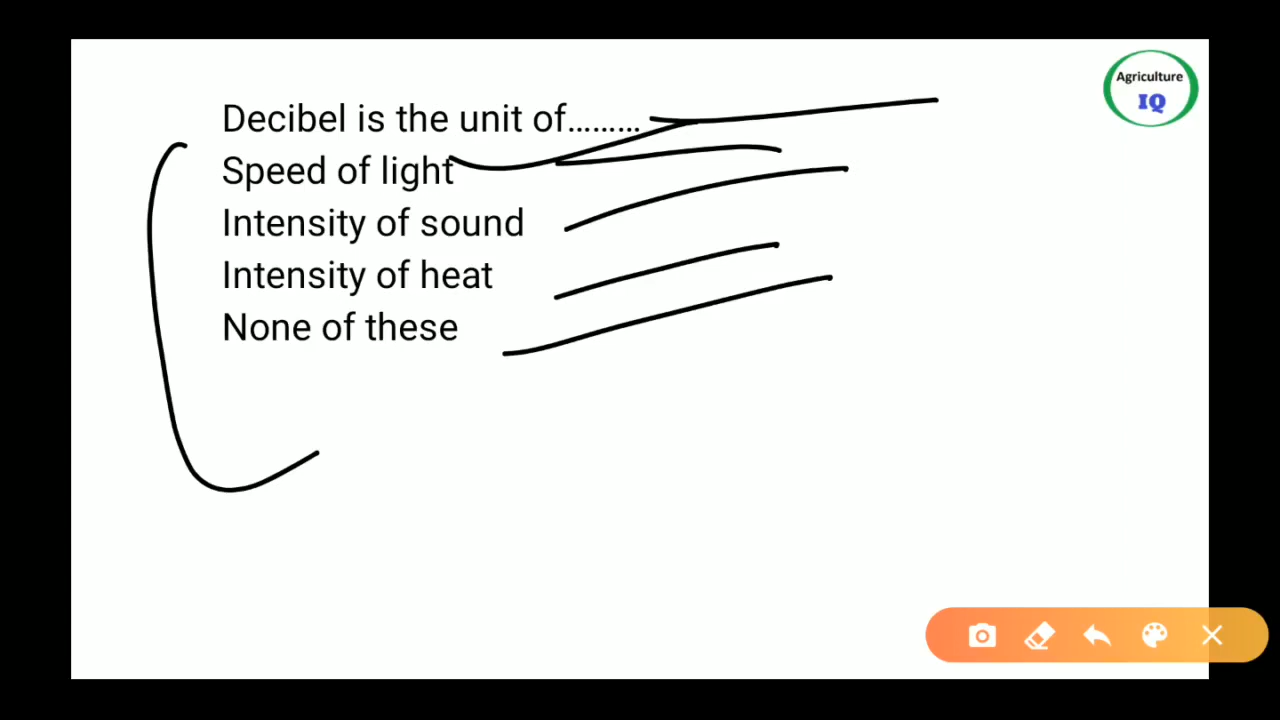 Agriculture
IQ
Decibel is the unit of.........
Speed of light
Intensity of sound
Intensity of heat
None of these